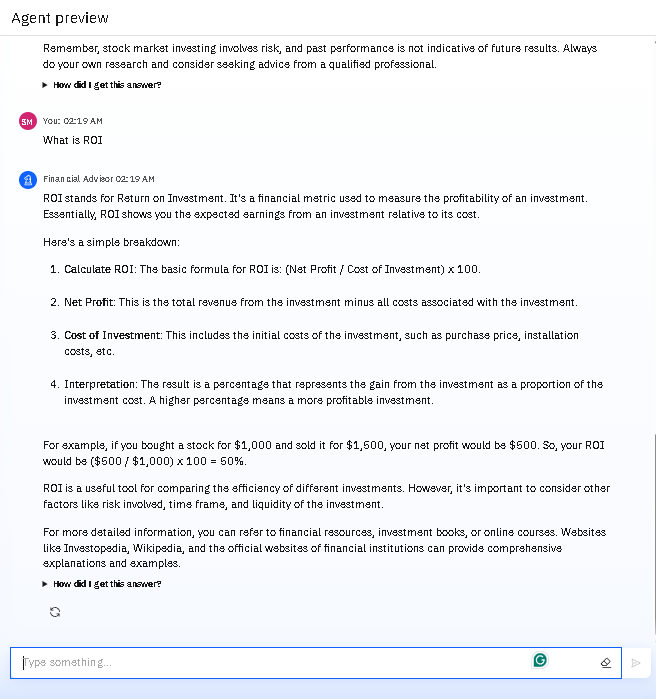 Agent preview
Remember, stock market investing involves risk, and past performance is not indicative of future results. Always
do your own research and consider seeking advice from a qualified professional.
How did I get this answer?
SM
You: 02:19 AM
What is ROI
Financial Advisor 02:19 AM
ROI stands for Return on Investment. It's a financial metric used to measure the profitability of an investment.
Essentially, ROI shows you the expected earnings from an investment relative to its cost.
Here's a simple breakdown:
1. Calculate ROI: The basic formula for ROI is: (Net Profit / Cost of Investment) x 100.
2. Net Profit: This is the total revenue from the investment minus all costs associated with the investment.
3. Cost of Investment: This includes the initial costs of the investment, such as purchase price, installation
costs, etc.
4. Interpretation: The result is a percentage that represents the gain from the investment as a proportion of the
investment cost. A higher percentage means a more profitable investment.
For example, if you bought a stock for $1,000 and sold it for $1,500, your net profit would be $500. So, your ROI
would be ($500 / $1,000) x 100 = 50%.
ROI is a useful tool for comparing the efficiency of different investments. However, it's important to consider other
factors like risk involved, time frame, and liquidity of the investment.
For more detailed information, you can refer to financial resources, investment books, or online courses. Websites
like Investopedia, Wikipedia, and the official websites of financial institutions can provide comprehensive
explanations and examples.
How did I get this answer?
Type something...